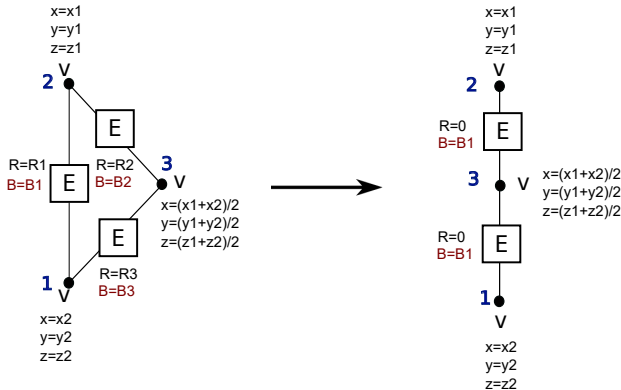 x=x1
y=y1
z=z1
V
2
E
R=R1
B=B1
E
R=R2
B=B2
3
V
x=(x1+x2)/2
y=(y1+y2)/2
z=(z1+z2)/2
E
R=R3
B=B3
1
V
x=x2
y=y2
z=z2
x=x1
y=y1
z=z1
V
2
R=0
B=B1
E
3
V
x=(x1+x2)/2
y=(y1+y2)/2
z=(z1+z2)/2
R=0
B=B1
E
1
V
x=x2
y=y2
z=z2